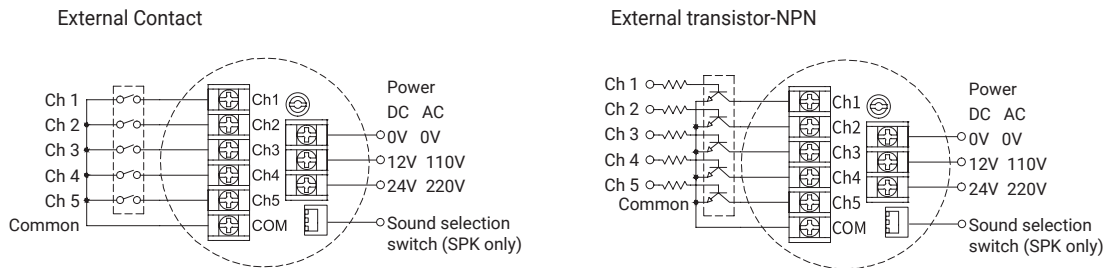 External Contact
Ch 1
Ch 2
Ch 3
Ch 4
Ch 5
Common
Ch1
Ch2
Ch3
Ch4
Ch5
COM
Power
DC AC
0V 0V
12V 110V
24V 220V
Sound selection
switch (SPK only)
External transistor-NPN
Ch 1
Ch 2
Ch 3
Ch 4
Ch 5
Common
Ch1
Ch2
Ch3
Ch4
Ch5
COM
Power
DC AC
0V 0V
12V 110V
24V 220V
Sound selection
switch (SPK only)